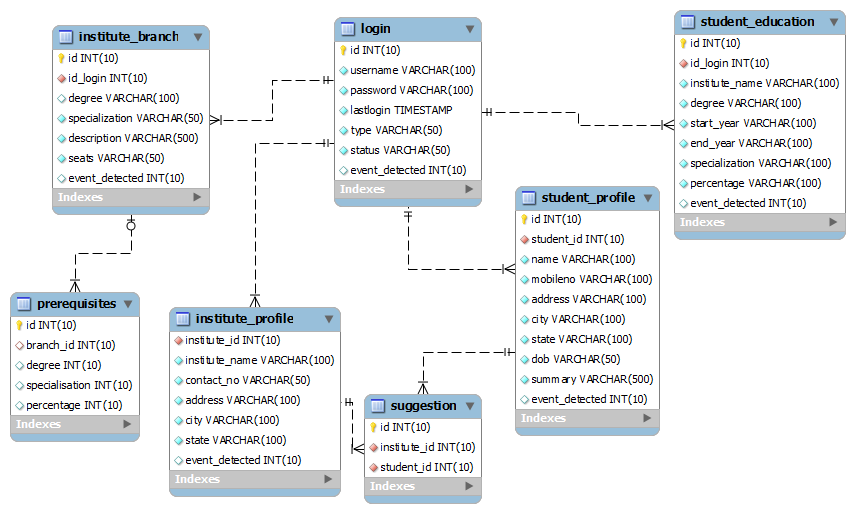 institute_branch
id INT(10)
id_login INT(10)
degree VARCHAR(100)
specialization VARCHAR(50)
description VARCHAR(500)
seats VARCHAR(50)
event_detected INT(10)
Indexes
login
id INT(10)
username VARCHAR(100)
password VARCHAR(100)
lastlogin TIMESTAMP
type VARCHAR(50)
status VARCHAR(50)
event_detected INT(10)
Indexes
student_education
id INT(10)
id_login INT(10)
institute_name VARCHAR(100)
degree VARCHAR(100)
start_year VARCHAR(100)
end_year VARCHAR(100)
specialization VARCHAR(100)
percentage VARCHAR(100)
event_detected INT(10)
Indexes
student_profile
id INT(10)
student_id INT(10)
name VARCHAR(100)
mobileno VARCHAR(100)
address VARCHAR(100)
city VARCHAR(100)
state VARCHAR(100)
dob VARCHAR(50)
summary VARCHAR(500)
event_detected INT(10)
Indexes
prerequisites
id INT(10)
branch_id INT(10)
degree INT(10)
specialisation INT(10)
percentage INT(10)
Indexes
institute_profile
institute_id INT(10)
institute_name VARCHAR(100)
contact_no VARCHAR(50)
address VARCHAR(100)
city VARCHAR(100)
state VARCHAR(100)
event_detected INT(10)
Indexes
suggestion
id INT(10)
institute_id INT(10)
student_id INT(10)
Indexes